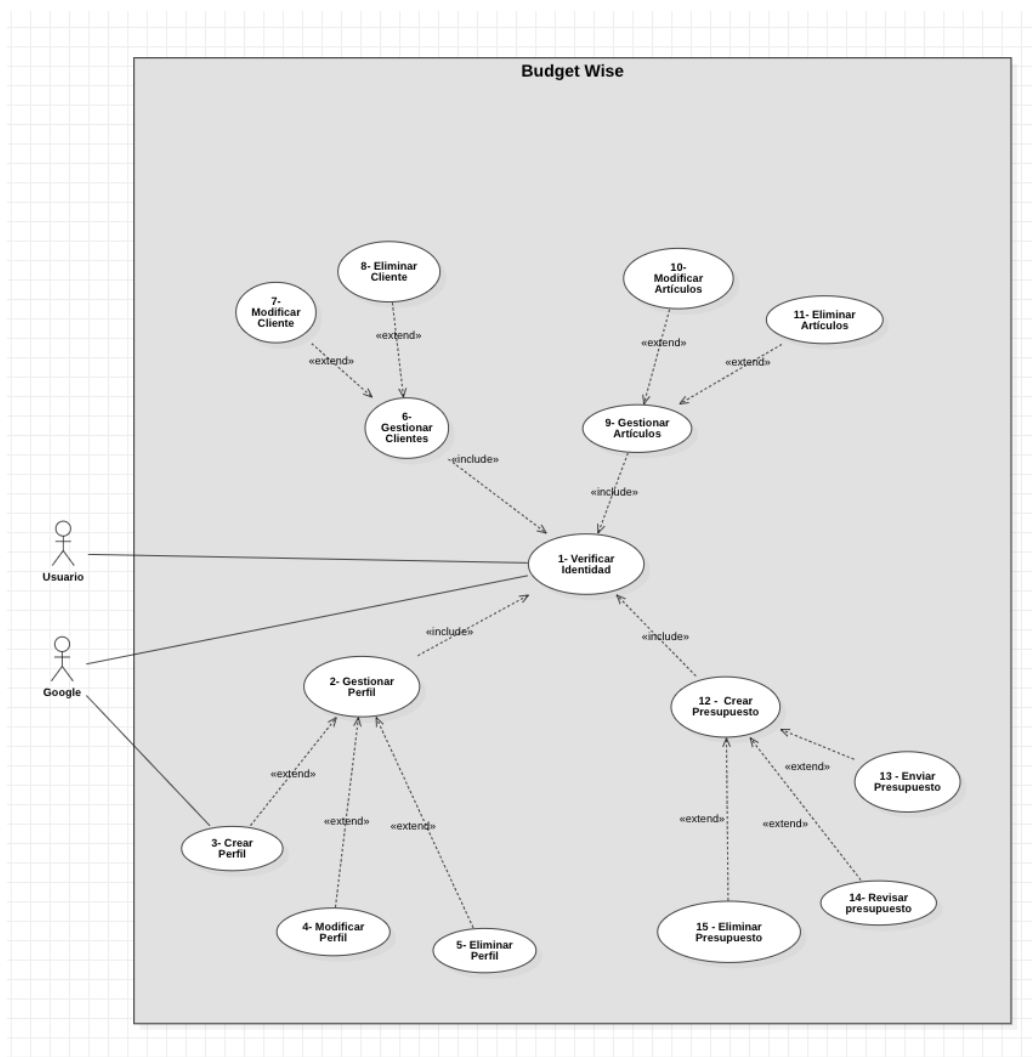 Budget Wise
8- Eliminar
Cliente
7-
Modificar
Cliente
10-
Modificar
Artículos
11- Eliminar
Artículos
«extend»
«extend»
«extend»
«extend»
6-
Gestionar
Clientes
9- Gestionar
Artículos
«include»
«include»
Usuario
1- Verificar
Identidad
Google
«include»
«include»
2- Gestionar
Perfil
12 - Crear
Presupuesto
«extend»
«extend»
«extend»
«extend»
«extend»
«extend»
13 - Enviar
Presupuesto
3- Crear
Perfil
4- Modificar
Perfil
5- Eliminar
Perfil
15 - Eliminar
Presupuesto
14- Revisar
presupuesto